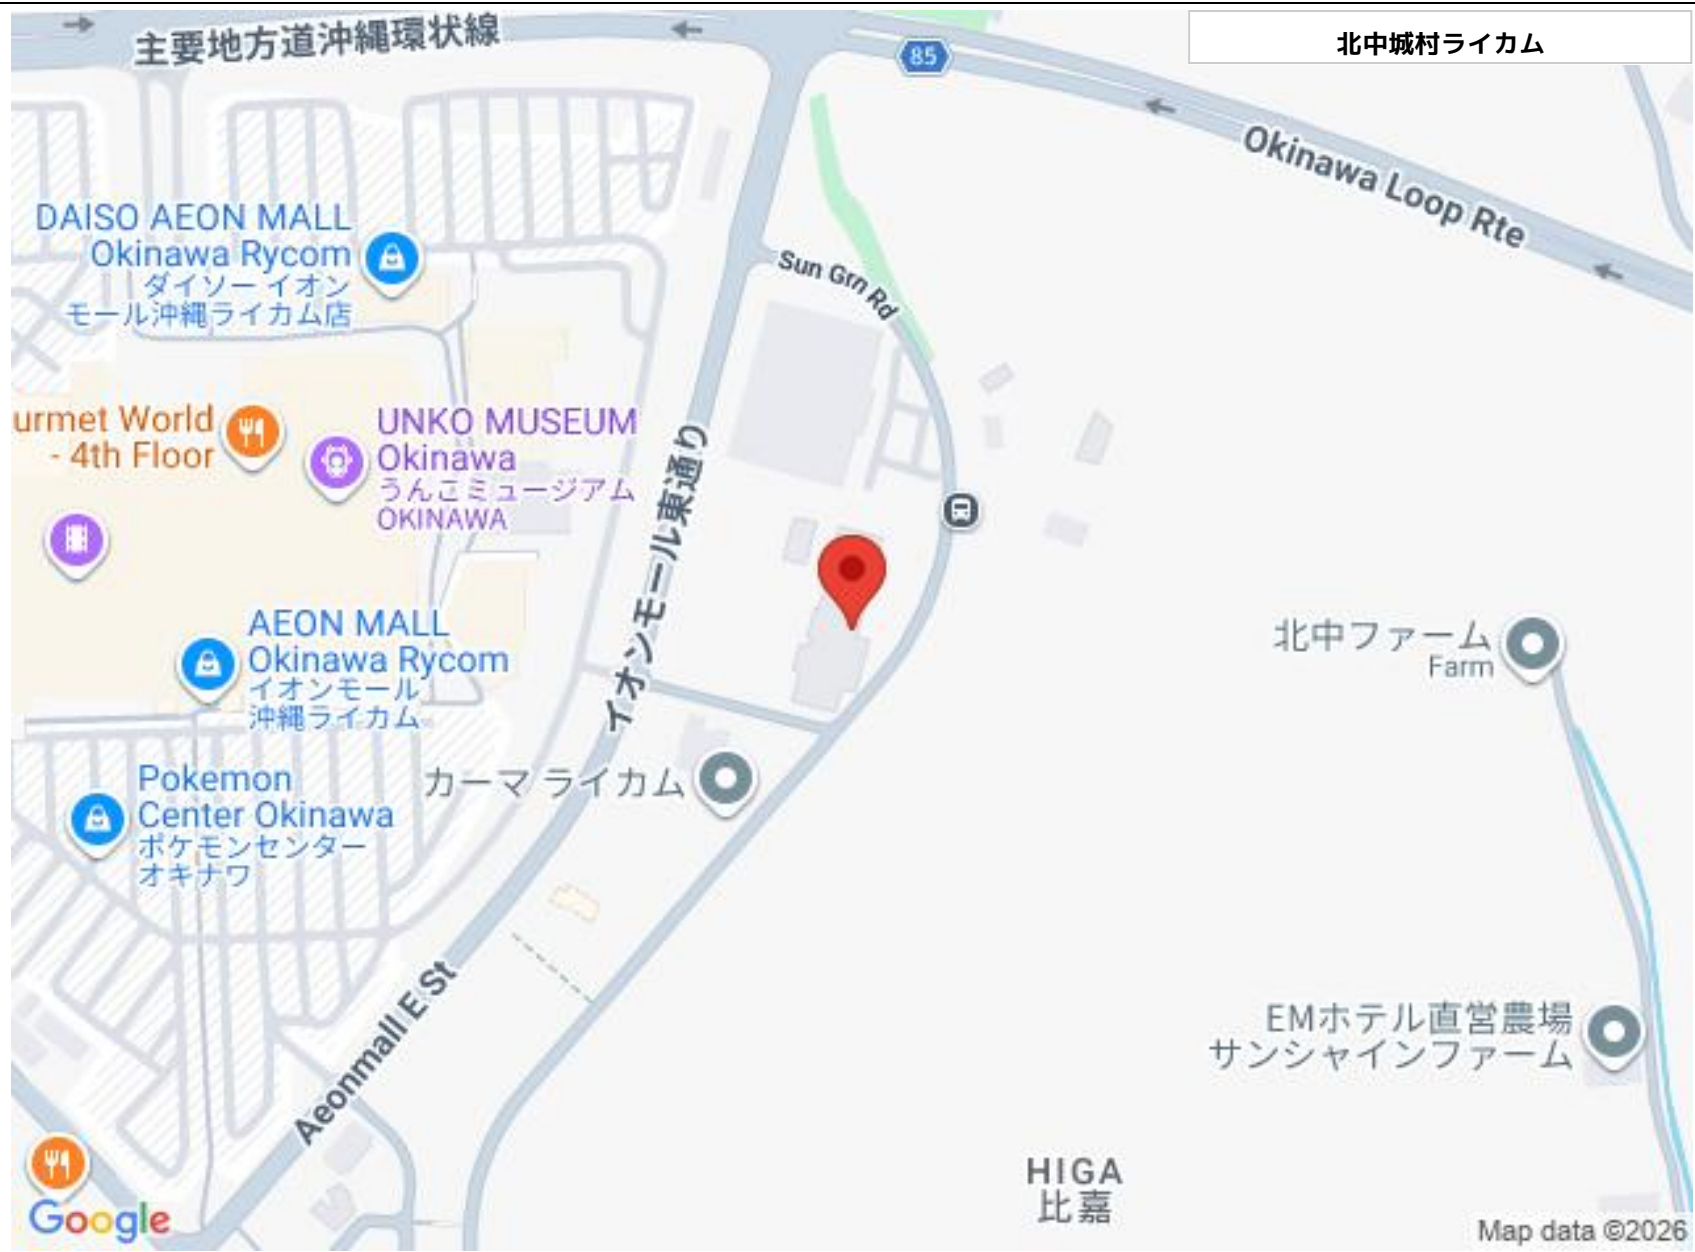 主要地方道沖縄環状線
85
北中城村ライカム
Okinawa Loop Rte
DAISO AEON MALL
Okinawa Rycom
ダイソー イオン
モール沖縄ライカム店
Sun Grn Rd
urmet World
- 4th Floor
UNKO MUSEUM
Okinawa
うんこミュージアム
OKINAWA
イオンモール東通り
AEON MALL
Okinawa Rycom
イオンモール
沖縄ライカム
北中ファーム
Farm
Pokemon
Center Okinawa
ポケモンセンター
オキナワ
カーマ ライカム
Aeonmall E St
EMホテル直営農場
サンシャインファーム
HIGA
比嘉
Google
Map data ©2026